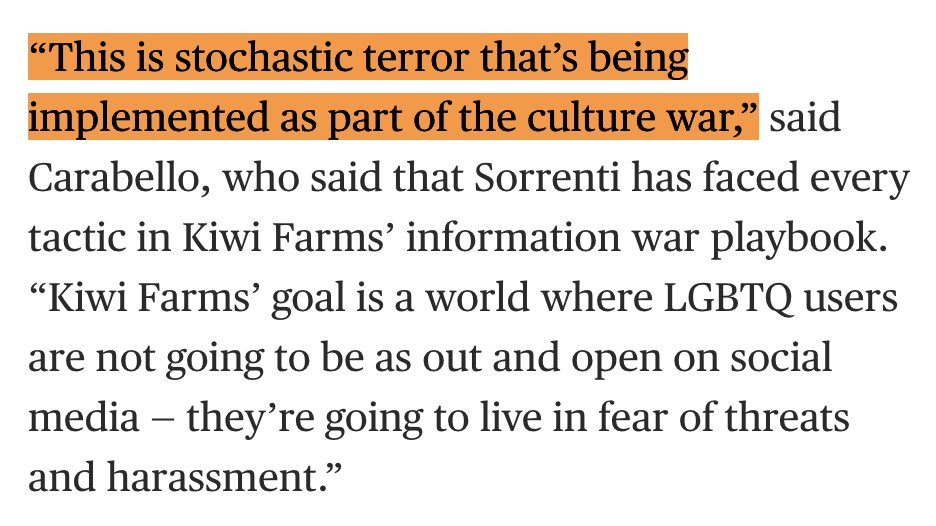 “This is stochastic terror that’s being
implemented as part of the culture war,” said
Carabello, who said that Sorrenti has faced every
tactic in Kiwi Farms’ information war playbook.
“Kiwi Farms’ goal is a world where LGBTQ users
are not going to be as out and open on social
media – they’re going to live in fear of threats
and harassment.”